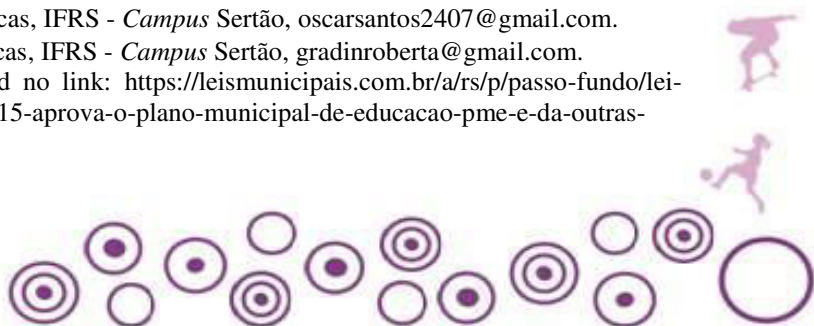 cas, IFRS - Campus Sertão, oscarsantos2407@gmail.com.
cas, IFRS - Campus Sertão, gradinroberta@gmail.com.
d no link: https://leismunicipais.com.br/a/rs/p/passo-fundo/lei-
15-aprova-o-plano-municipal-de-educacao-pme-e-da-outras-